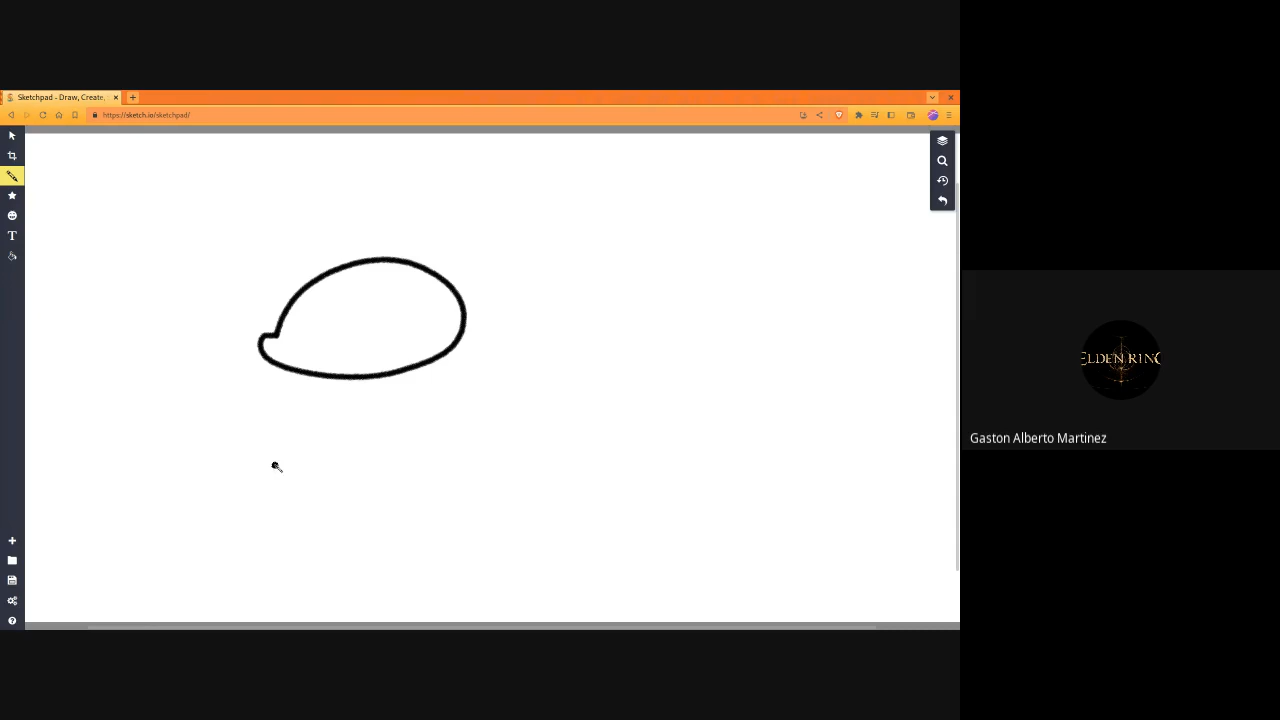 Sketchpad - Draw, Create,
https://sketch.io/sketchpad/
T
ELDEN RING
Gaston Alberto Martinez